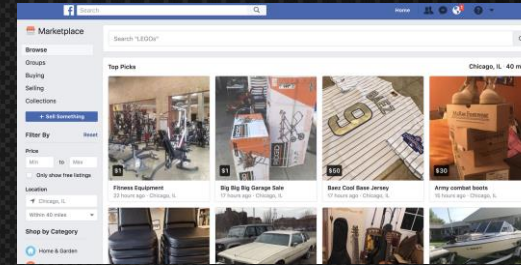 f Search
Home
Marketplace
Search "LEGOs"
Browse
Groups
Buying
Selling
Collections
+ Sell Something
Filter By Reset
Price
Min to Max
Only show free listings
Location
Chicago, IL
Within 40 miles
Shop by Category
Home & Garden
Top Picks
Chicago, IL · 40 m
$1
$1
$50
$30
Fitness Equipment
23 hours ago · Chicago, IL
Big Big Big Garage Sale
17 hours ago · Chicago, IL
Baez Cool Base Jersey
17 hours ago · Chicago, IL
Army combat boots
15 hours ago · Chicago, IL